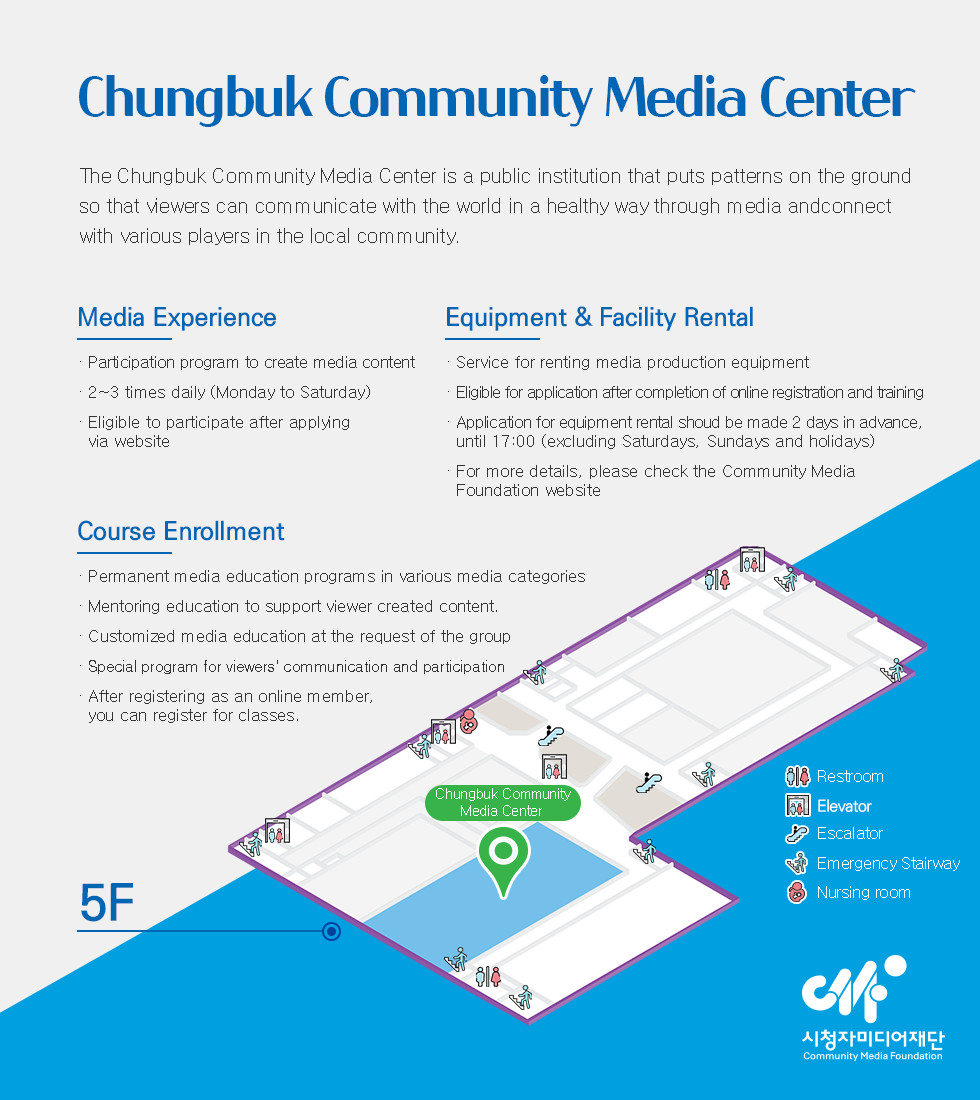 Chungbuk Community Media Center
The Chungbuk Community Media Center is a public institution that puts patterns on the ground
so that viewers can communicate with the world in a healthy way through media andconnect
with various players in the local community.
Media Experience
· Participation program to create media content
· 2~3 times daily (Monday to Saturday)
· Eligible to participate after applying
via website
Equipment & Facility Rental
· Service for renting media production equipment
· Eligible for application after completion of online registration and training
· Application for equipment rental shoud be made 2 days in advance,
until 17:00 (excluding Saturdays, Sundays and holidays)
· For more details, please check the Community Media
Foundation website
Course Enrollment
· Permanent media education programs in various media categories
· Mentoring education to support viewer created content.
· Customized media education at the request of the group
· Special program for viewers' communication and participation
· After registering as an online member,
you can register for classes.
Chungbuk Community
Media Center
5F
Restroom
Elevator
Escalator
Emergency Stairway
Nursing room
시청자미디어재단
Community Media Foundation